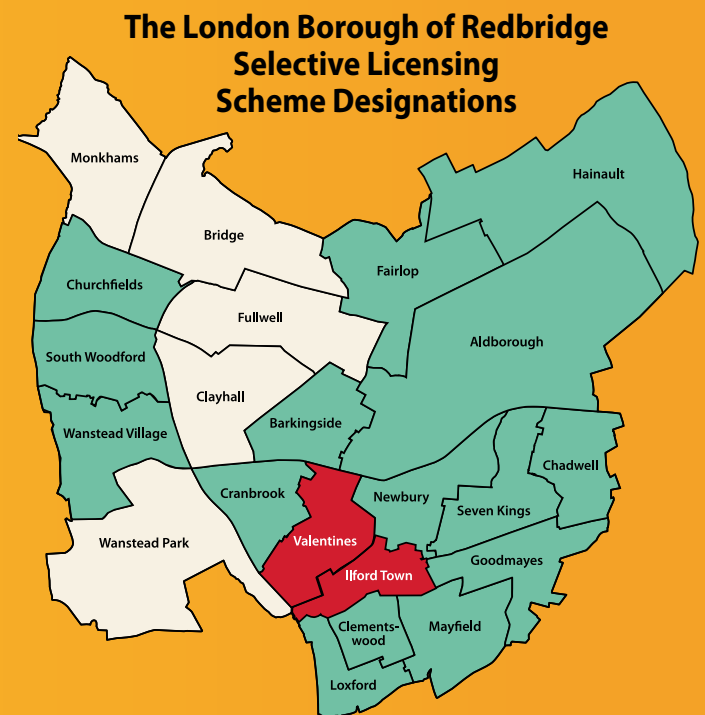 The London Borough of Redbridge
Selective Licensing
Scheme Designations
Monkhams
Hainault
Bridge
Fairlop
Churchfields
Fullwell
Aldborough
South Woodford
Clayhall
Barkingside
Wanstead Village
Chadwell
Cranbrook
Newbury
Seven Kings
Valentines
Wanstead Park
Goodmayes
Ilford Town
Clements-
wood
Mayfield
Loxford